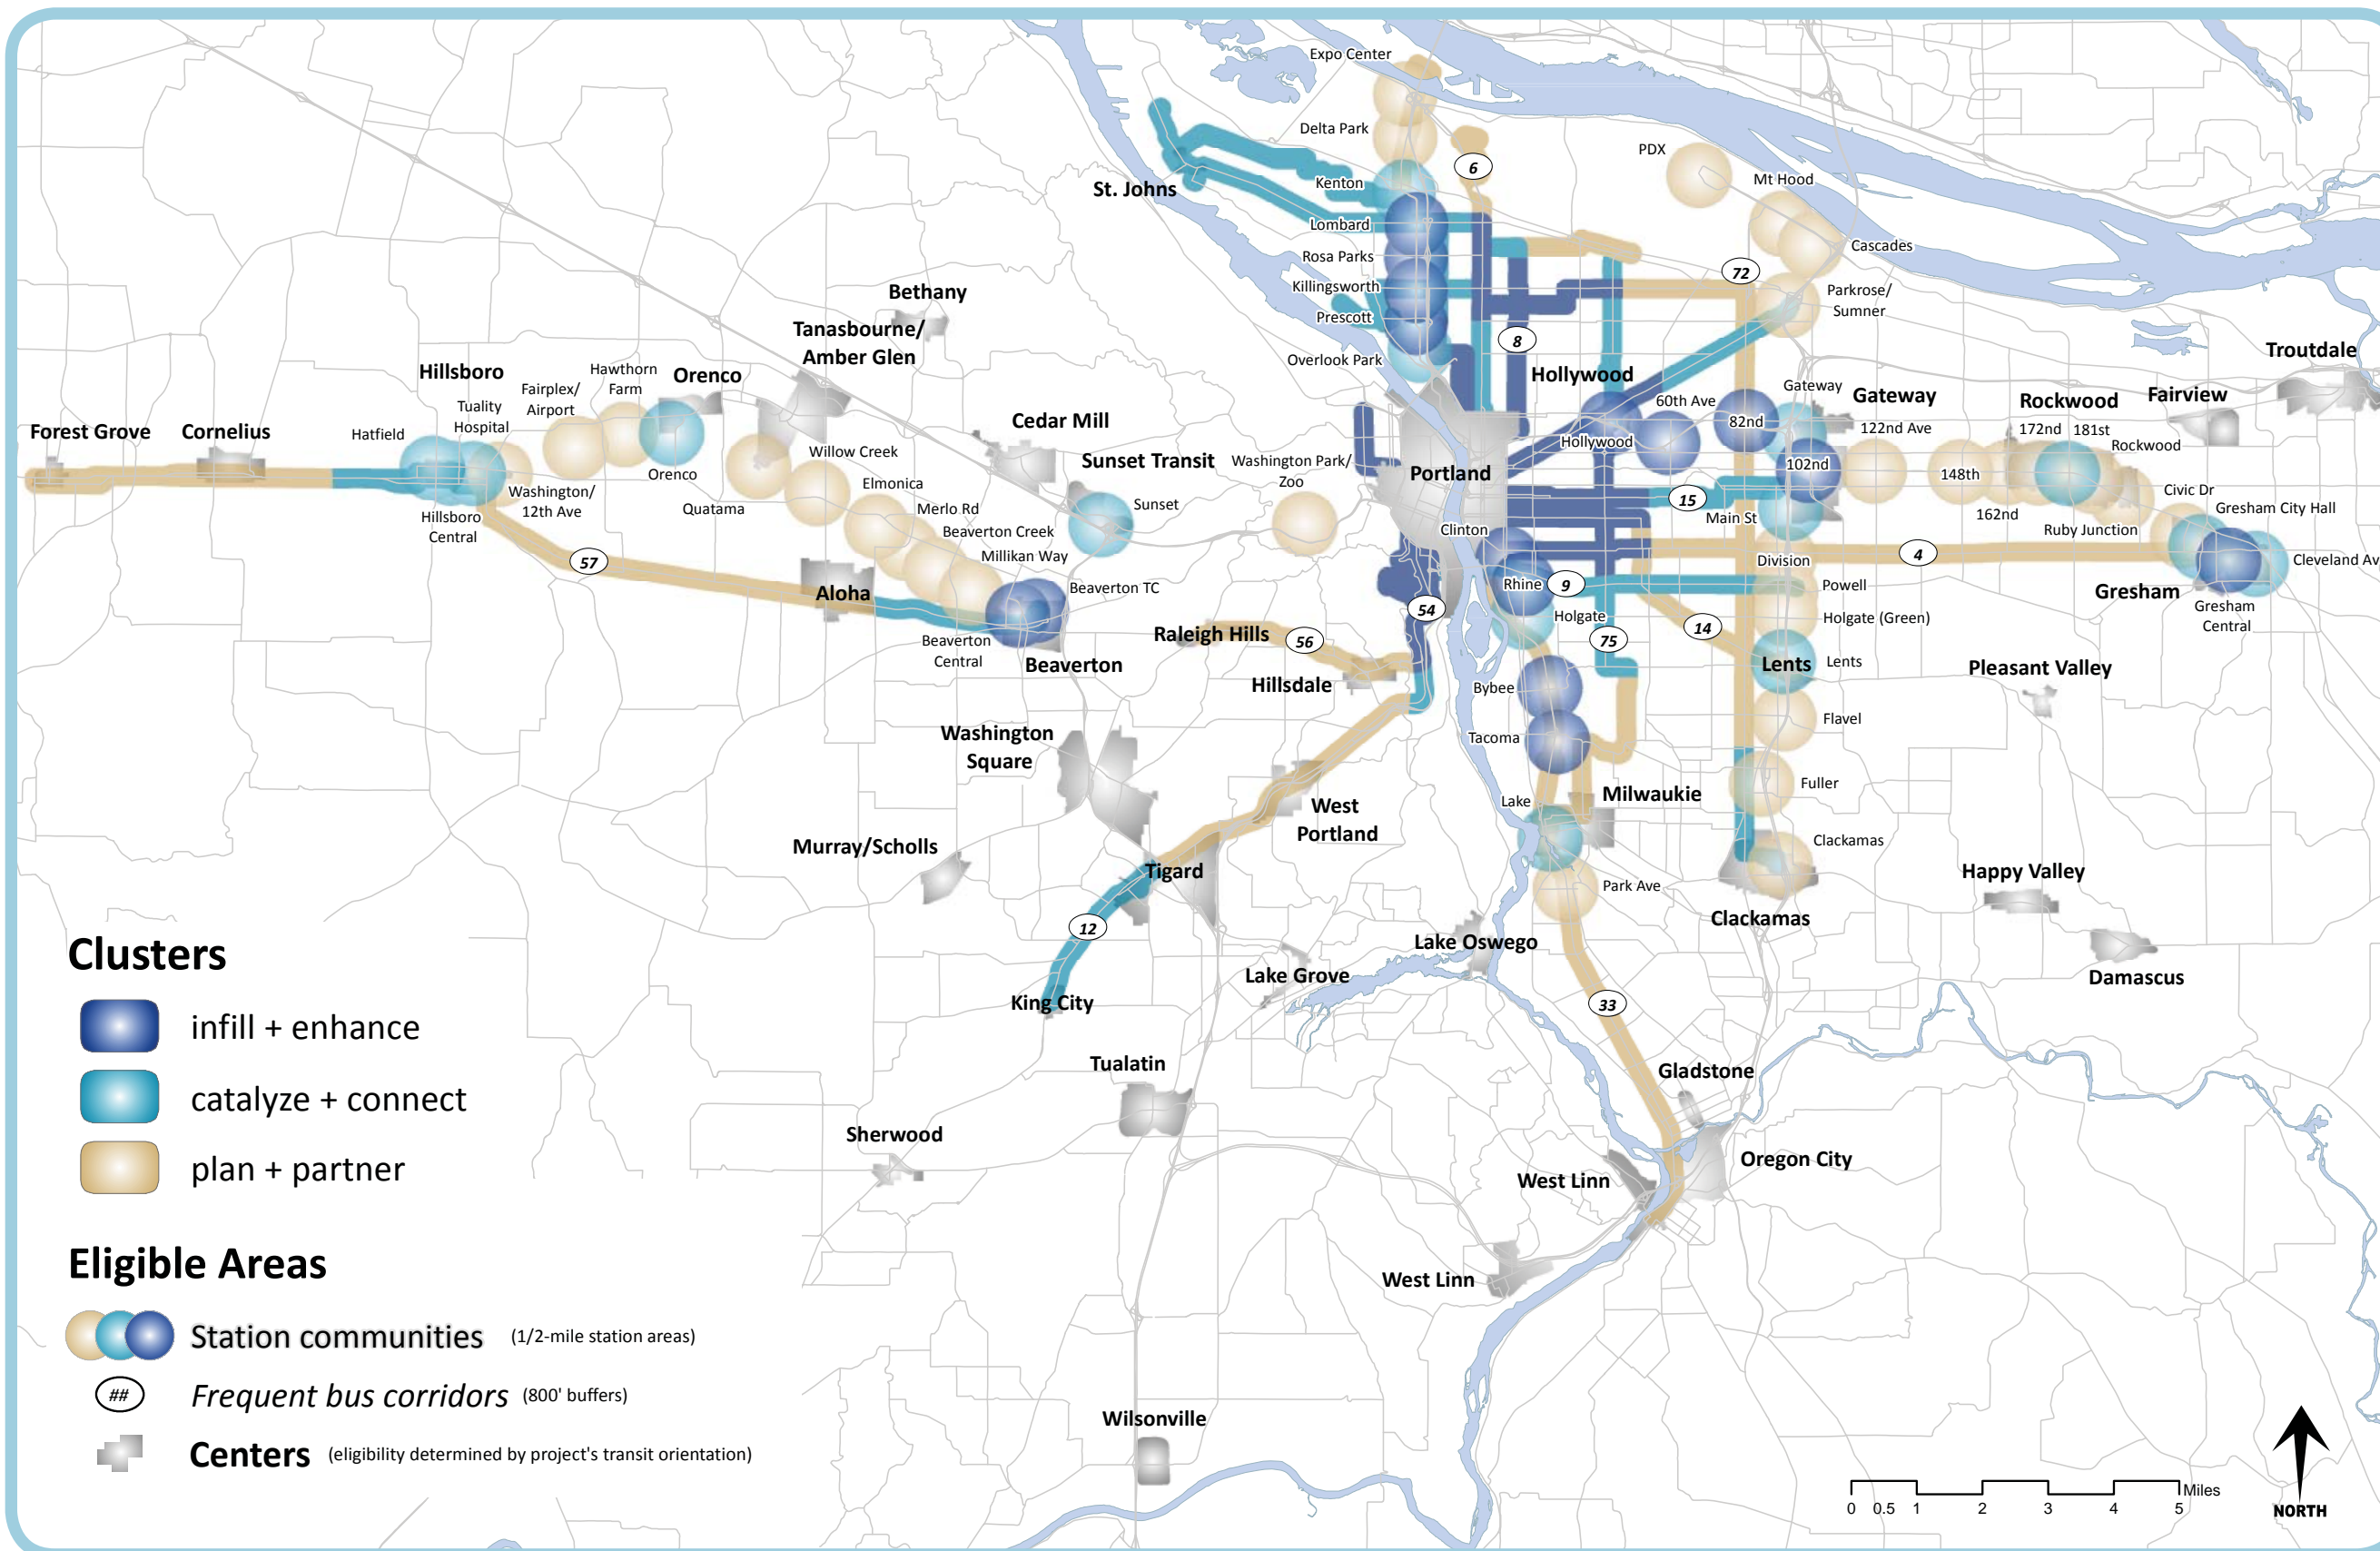 Expo Center
Delta Park
6
PDX
Mt Hood
Kenton
St. Johns
Lombard
Cascades
Rosa Parks
72
Killingsworth
Bethany
Parkrose/
Sumner
Prescott
Tanasbourne/
Amber Glen
8
Overlook Park
Troutdale
Hillsboro
Hawthorn
Farm
Orenco
Hollywood
Gateway
Fairplex/
Airport
60th Ave
Gateway
Rockwood
Fairview
Tuality
Hospital
Cedar Mill
82nd
122nd Ave
172nd
181st
Forest Grove
Cornelius
Hatfield
Hollywood
Rockwood
Willow Creek
Sunset Transit
Washington Park/
Zoo
Portland
102nd
148th
Orenco
Elmonica
Civic Dr
Washington/
12th Ave
Quatama
Merlo Rd
Sunset
15
Main St
162nd
Gresham City Hall
Hillsboro
Central
Beaverton Creek
Clinton
Ruby Junction
Millikan Way
57
Division
4
Cleveland Av
Aloha
Beaverton TC
Rhine
9
Powell
Gresham
54
Holgate
Holgate (Green)
Gresham
Central
Beaverton
Central
Raleigh Hills
56
75
14
Beaverton
Lents
Lents
Pleasant Valley
Hillsdale
Bybee
Flavel
Washington
Square
Tacoma
Fuller
Lake
Milwaukie
West
Portland
Murray/Scholls
Clackamas
Tigard
Park Ave
Happy Valley
12
Clackamas
Lake Oswego
Lake Grove
Damascus
King City
33
Tualatin
Gladstone
Sherwood
Oregon City
West Linn
West Linn
Wilsonville
Clusters
infill + enhance
catalyze + connect
plan + partner
Eligible Areas
Station communities (1/2-mile station areas)
## Frequent bus corridors (800' buffers)
Centers (eligibility determined by project's transit orientation)
Miles
0 0.5 1 2 3 4 5
NORTH